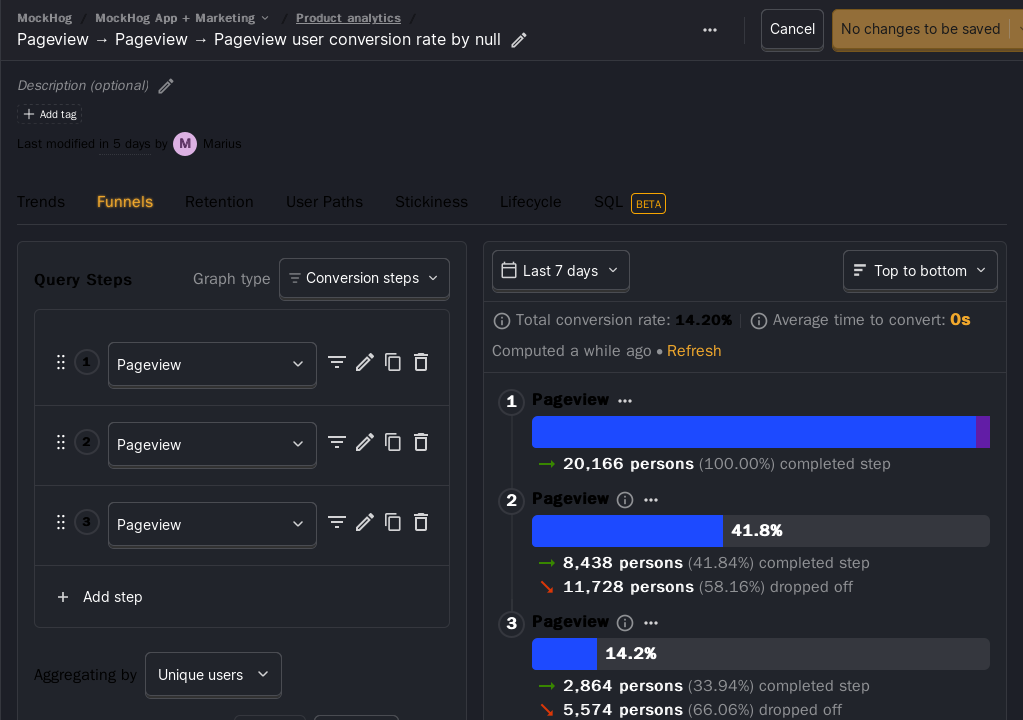 MockHog / MockHog App + Marketing / Product analytics /
Pageview → Pageview → Pageview user conversion rate by null
Cancel
No changes to be saved
Description (optional)
Add tag
Last modified in 5 days by M Marius
Trends Funnels Retention User Paths Stickiness Lifecycle SQL BETA
Query Steps
Graph type Conversion steps
1 Pageview
2 Pageview
3 Pageview
+ Add step
Aggregating by Unique users
Last 7 days
Top to bottom
Total conversion rate: 14.20% Average time to convert: 0s
Computed a while ago • Refresh
1 Pageview
→ 20,166 persons (100.00%) completed step
2 Pageview
41.8%
→ 8,438 persons (41.84%) completed step
↘ 11,728 persons (58.16%) dropped off
3 Pageview
14.2%
→ 2,864 persons (33.94%) completed step
↘ 5,574 persons (66.06%) dropped off